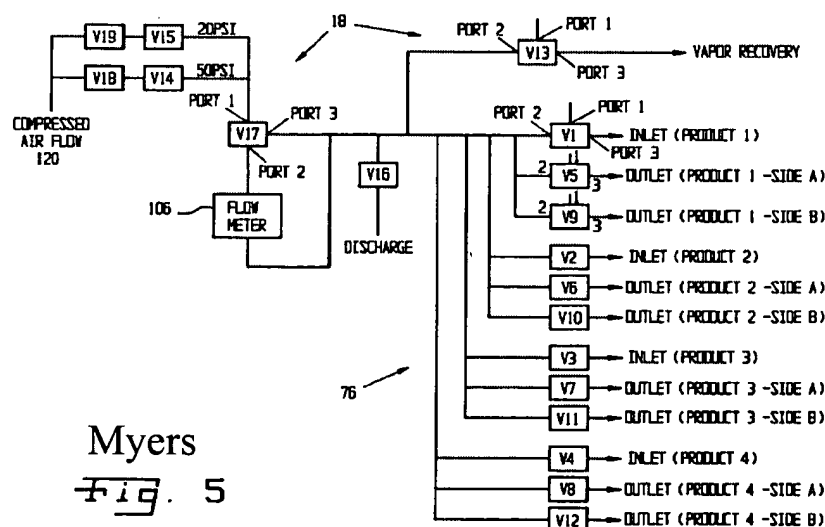 18
V19 V15 20PSI
V18 V14 50PSI
COMPRESSED
AIR FLOW
120
PORT 1
V17
PORT 3
PORT 2
106
FLOW
METER
V16
DISCHARGE
PORT 2
PORT 1
V13
PORT 3
VAPOR RECOVERY
PORT 2
PORT 1
V1
PORT 3
INLET (PRODUCT 1)
2 V5 3 OUTLET (PRODUCT 1 -SIDE A)
2 V9 3 OUTLET (PRODUCT 1 -SIDE B)
V2 INLET (PRODUCT 2)
V6 OUTLET (PRODUCT 2 -SIDE A)
V10 OUTLET (PRODUCT 2 -SIDE B)
V3 INLET (PRODUCT 3)
V7 OUTLET (PRODUCT 3 -SIDE A)
V11 OUTLET (PRODUCT 3 -SIDE B)
V4 INLET (PRODUCT 4)
V8 OUTLET (PRODUCT 4 -SIDE A)
V12 OUTLET (PRODUCT 4 -SIDE B)
76
Myers
Fig. 5